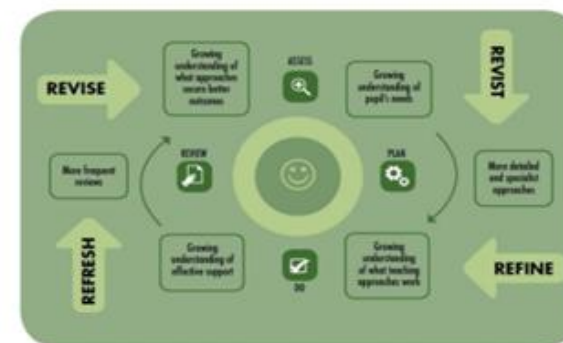 REVISE
Growing
understanding of
what approaches
secure better
outcomes
ASSESS
Growing
understanding of
pupil's needs
REVIST
More frequent
reviews
REVIEW
PLAN
More detailed
and specialist
approaches
REFRESH
Growing
understanding of
effective support
DO
Growing
understanding
of what teaching
approaches work
REFINE